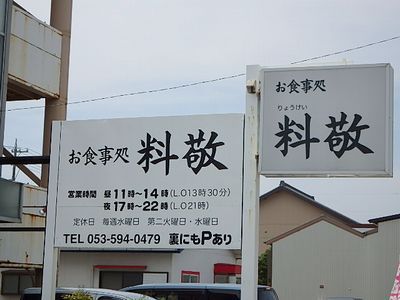 お食事処 料敬
営業時間 昼 11時～14時 (L.O13時30分)
夜 17時～22時 (L.O21時)
定休日 毎週水曜日 第二火曜日・水曜日
TEL 053-594-0479 裏にもPあり
お食事処
りょうけい
料敬